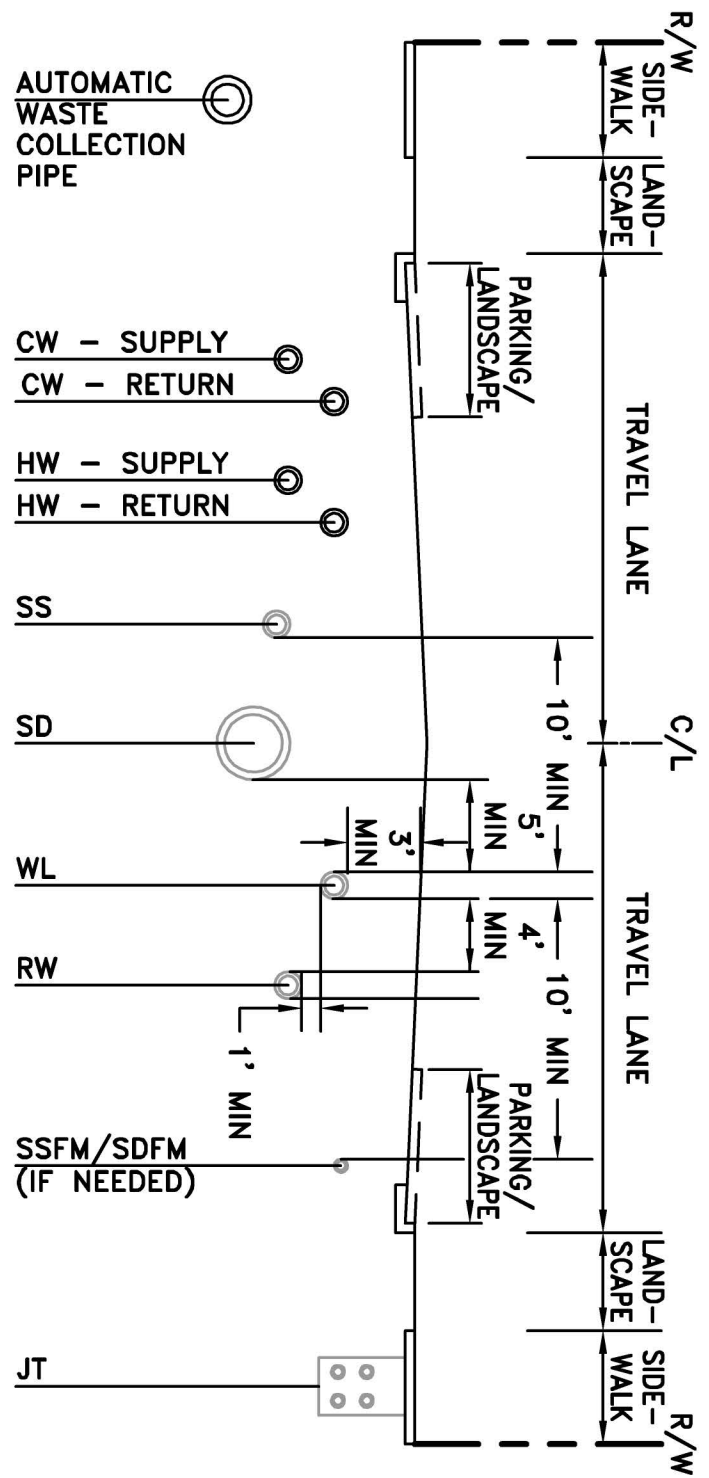 R/W
SIDE-
WALK
LAND-
SCAPE
TRAVEL LANE
C/L
TRAVEL LANE
LAND-
SCAPE
SIDE-
WALK
R/W
PARKING/
LANDSCAPE
10' MIN
5'
MIN
3'
MIN
4'
MIN
10' MIN
1' MIN
PARKING/
LANDSCAPE
AUTOMATIC
WASTE
COLLECTION
PIPE
CW - SUPPLY
CW - RETURN
HW - SUPPLY
HW - RETURN
SS
SD
WL
RW
SSFM/SDFM
(IF NEEDED)
JT